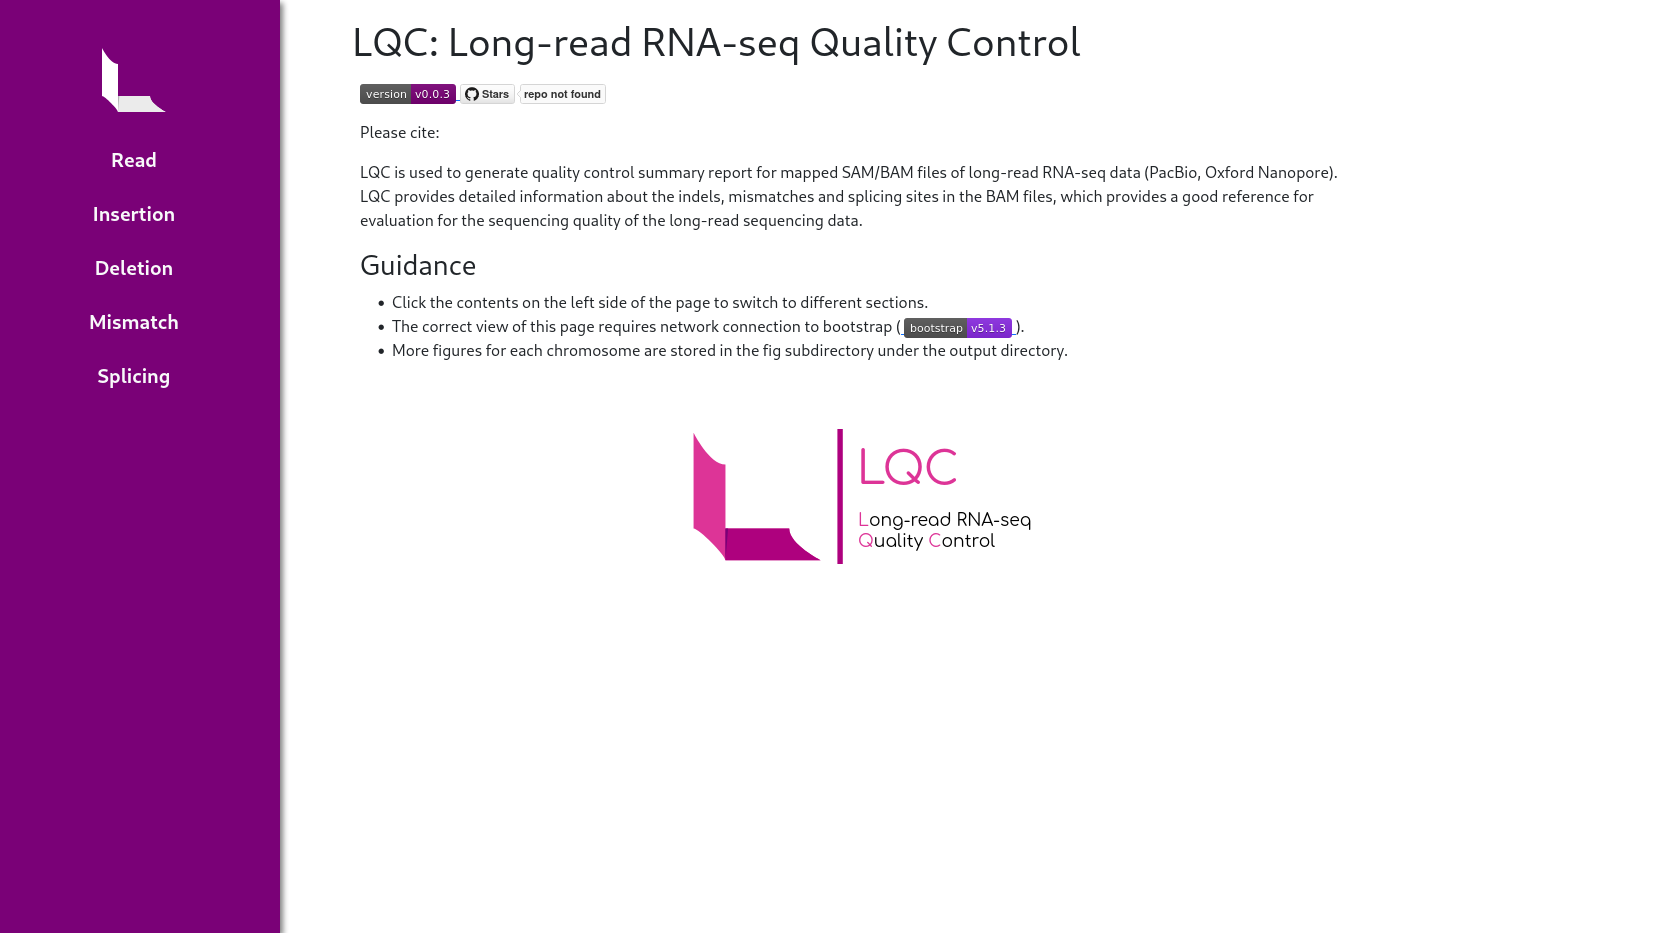 Read
Insertion
Deletion
Mismatch
Splicing
LQC: Long-read RNA-seq Quality Control
version v0.0.3 Stars repo not found
Please cite:
LQC is used to generate quality control summary report for mapped SAM/BAM files of long-read RNA-seq data (PacBio, Oxford Nanopore).
LQC provides detailed information about the indels, mismatches and splicing sites in the BAM files, which provides a good reference for
evaluation for the sequencing quality of the long-read sequencing data.
Guidance
• Click the contents on the left side of the page to switch to different sections.
• The correct view of this page requires network connection to bootstrap ( bootstrap v5.1.3 ).
• More figures for each chromosome are stored in the fig subdirectory under the output directory.
LQC
Long-read RNA-seq
Quality Control